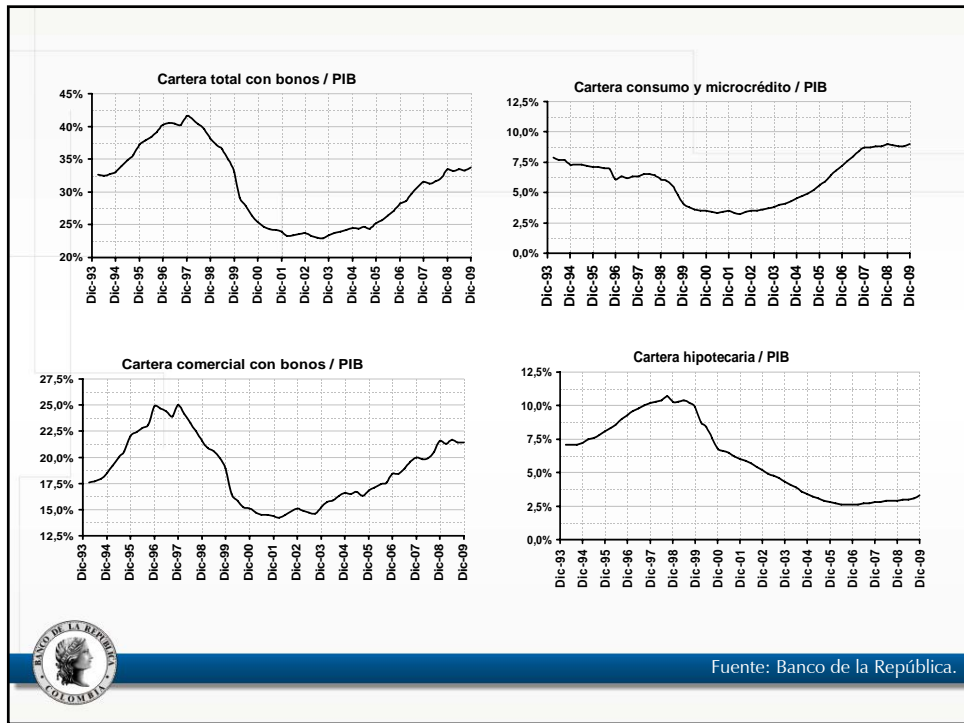 Cartera total con bonos / PIB
45%
40%
35%
30%
25%
20%
Dic-93
Dic-94
Dic-95
Dic-96
Dic-97
Dic-98
Dic-99
Dic-00
Dic-01
Dic-02
Dic-03
Dic-04
Dic-05
Dic-06
Dic-07
Dic-08
Dic-09
Cartera consumo y microcrédito / PIB
12,5%
10,0%
7,5%
5,0%
2,5%
0,0%
Dic-93
Dic-94
Dic-95
Dic-96
Dic-97
Dic-98
Dic-99
Dic-00
Dic-01
Dic-02
Dic-03
Dic-04
Dic-05
Dic-06
Dic-07
Dic-08
Dic-09
Cartera comercial con bonos / PIB
27,5%
25,0%
22,5%
20,0%
17,5%
15,0%
12,5%
Dic-93
Dic-94
Dic-95
Dic-96
Dic-97
Dic-98
Dic-99
Dic-00
Dic-01
Dic-02
Dic-03
Dic-04
Dic-05
Dic-06
Dic-07
Dic-08
Dic-09
Cartera hipotecaria / PIB
12,5%
10,0%
7,5%
5,0%
2,5%
0,0%
Dic-93
Dic-94
Dic-95
Dic-96
Dic-97
Dic-98
Dic-99
Dic-00
Dic-01
Dic-02
Dic-03
Dic-04
Dic-05
Dic-06
Dic-07
Dic-08
Dic-09
BANCO DE LA REPÚBLICA
COLOMBIA
Fuente: Banco de la República.